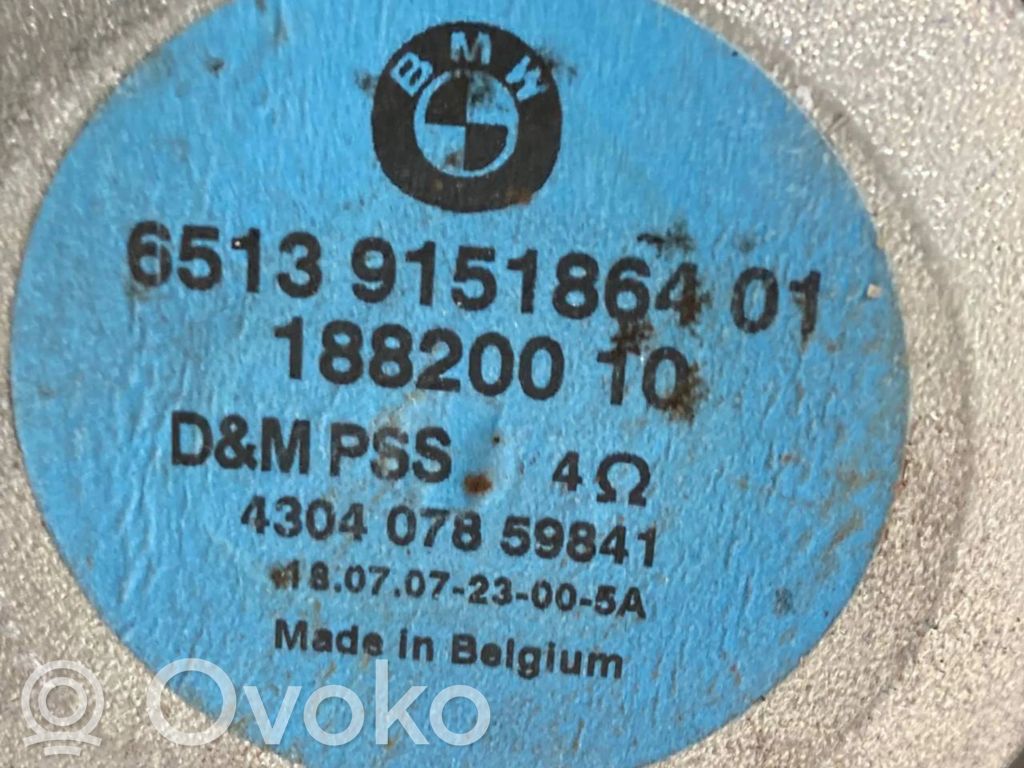 BMW
6513 9151864 01
188200 10
D&M PSS 4Ω
4304 078 59841
18.07.07-23-00-5A
Made in Belgium
Ovoko